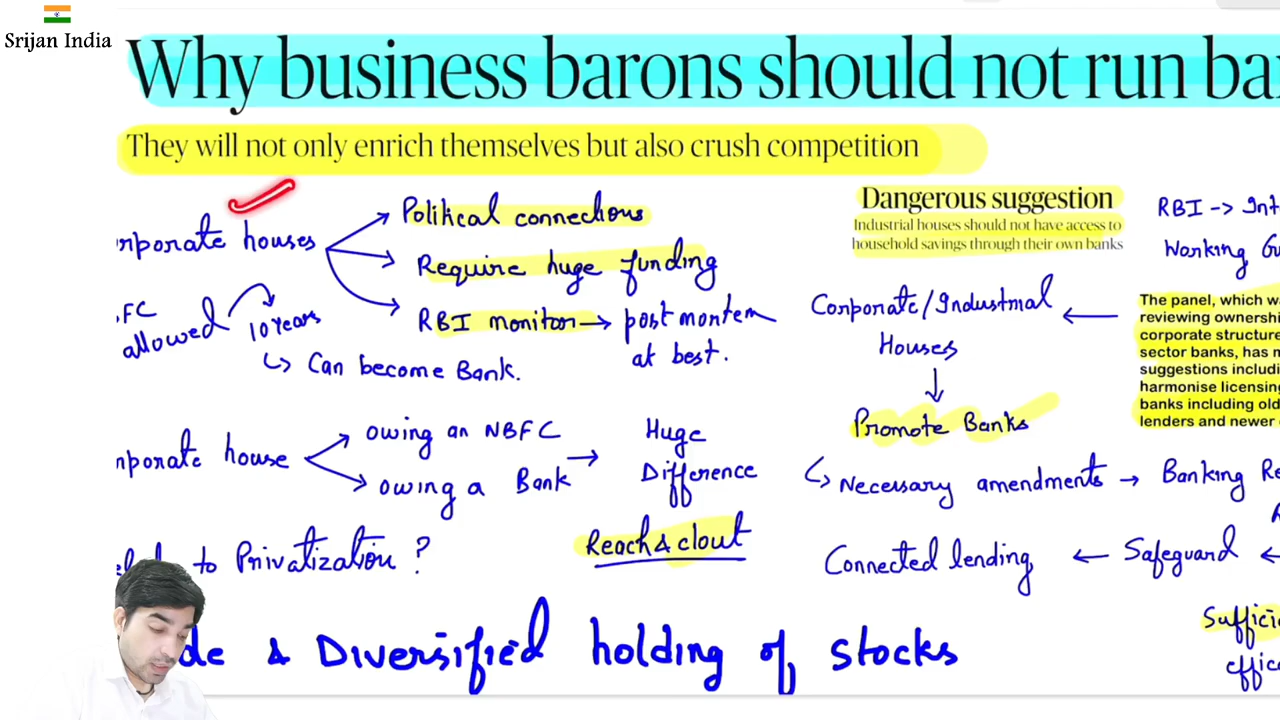 Srijan India
Why business barons should not run ba
They will not only enrich themselves but also crush competition
orporate houses
Political connections
Require huge funding
RBI monitor → post mortem
at best.
FC
allowed
10 Years
↳ Can become Bank.
rporate house
owing an NBFC
owing a Bank
→ Huge
Difference
Reach & clout
to Privatization ?
de & Diversified holding of stocks
Dangerous suggestion
Industrial houses should not have access to
household savings through their own banks
Corporate/Industrial ←
Houses
Promote Banks
↳ Necessary amendments → Banking Re
Connected lending ← Safeguard ←
RBI -> Int
Working Gr
The panel, which w
reviewing ownershi
corporate structure
sector banks, has m
suggestions includi
harmonise licensing
banks including old
lenders and newer
Suffici
effic